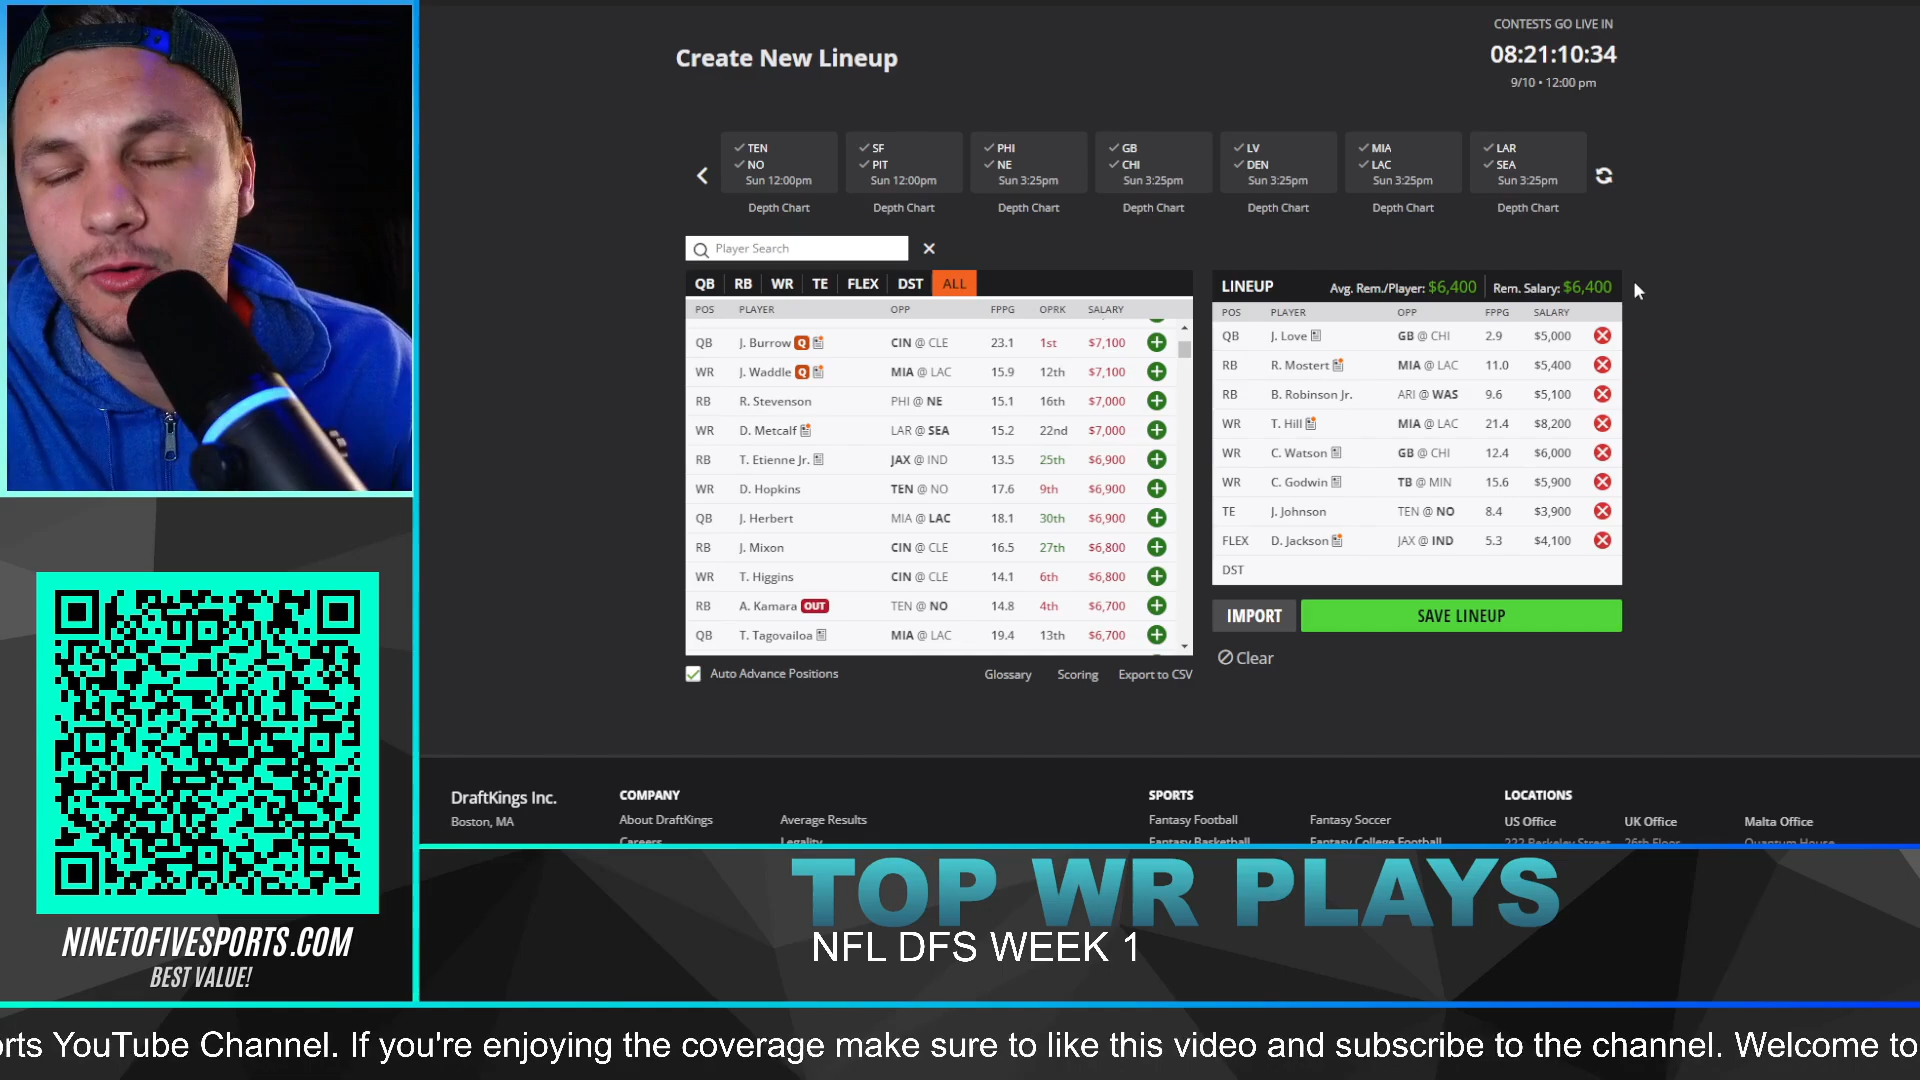 CONTESTS GO LIVE IN
Create New Lineup
08:21:10:34
9/10 • 12:00 pm
TEN SF PHI GB LV MIA LAR
NO PIT NE CHI DEN LAC SEA
Sun 12:00pm Sun 12:00pm Sun 3:25pm Sun 3:25pm Sun 3:25pm Sun 3:25pm Sun 3:25pm
Depth Chart Depth Chart Depth Chart Depth Chart Depth Chart Depth Chart Depth Chart
Player Search
QB RB WR TE FLEX DST ALL
POS PLAYER OPP FPPG OPRK SALARY
QB J. Burrow Q CIN @ CLE 23.1 1st $7,100
WR J. Waddle Q MIA @ LAC 15.9 12th $7,100
RB R. Stevenson PHI @ NE 15.1 16th $7,000
WR D. Metcalf LAR @ SEA 15.2 22nd $7,000
RB T. Etienne Jr. JAX @ IND 13.5 25th $6,900
WR D. Hopkins TEN @ NO 17.6 9th $6,900
QB J. Herbert MIA @ LAC 18.1 30th $6,900
RB J. Mixon CIN @ CLE 16.5 27th $6,800
WR T. Higgins CIN @ CLE 14.1 6th $6,800
RB A. Kamara OUT TEN @ NO 14.8 4th $6,700
QB T. Tagovailoa MIA @ LAC 19.4 13th $6,700
Auto Advance Positions Glossary Scoring Export to CSV
LINEUP Avg. Rem./Player: $6,400 Rem. Salary: $6,400
POS PLAYER OPP FPPG SALARY
QB J. Love GB @ CHI 2.9 $5,000
RB R. Mostert MIA @ LAC 11.0 $5,400
RB B. Robinson Jr. ARI @ WAS 9.6 $5,100
WR T. Hill MIA @ LAC 21.4 $8,200
WR C. Watson GB @ CHI 12.4 $6,000
WR C. Godwin TB @ MIN 15.6 $5,900
TE J. Johnson TEN @ NO 8.4 $3,900
FLEX D. Jackson JAX @ IND 5.3 $4,100
DST
IMPORT SAVE LINEUP
Clear
DraftKings Inc.
Boston, MA
COMPANY
About DraftKings Average Results
Careers Legality
SPORTS
Fantasy Football Fantasy Soccer
Fantasy Basketball Fantasy College Football
LOCATIONS
US Office UK Office Malta Office
222 Berkeley Street 26th Floor Quantum House
NINETOFIVESPORTS.COM
BEST VALUE!
TOP WR PLAYS
NFL DFS WEEK 1
rts YouTube Channel. If you're enjoying the coverage make sure to like this video and subscribe to the channel. Welcome to